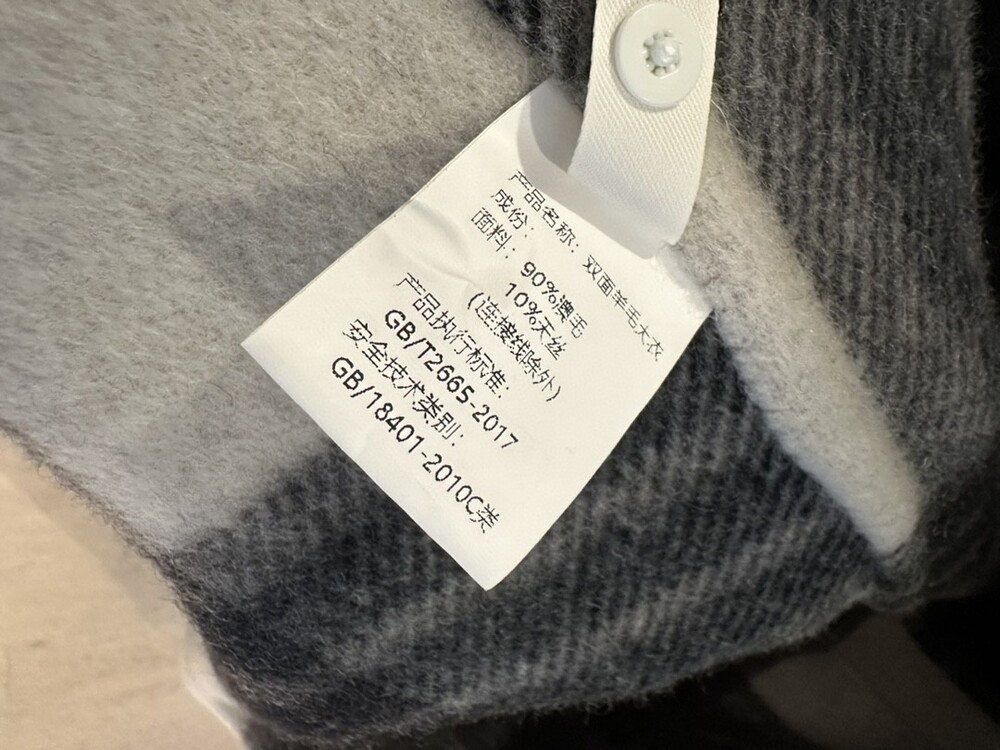 产品名称：双面羊毛大衣
成份：
面料：90%澳毛
10%天丝
(连接线除外)
产品执行标准：
GB/T2665-2017
安全技术类别：
GB/18401-2010C类